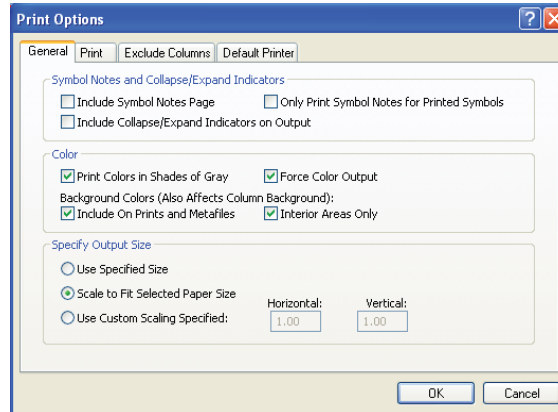 Print Options
General Print Exclude Columns Default Printer
Symbol Notes and Collapse/Expand Indicators
Include Symbol Notes Page Only Print Symbol Notes for Printed Symbols
Include Collapse/Expand Indicators on Output
Color
Print Colors in Shades of Gray Force Color Output
Background Colors (Also Affects Column Background):
Include On Prints and Metafiles Interior Areas Only
Specify Output Size
Use Specified Size
Scale to Fit Selected Paper Size
Horizontal: Vertical:
Use Custom Scaling Specified: 1.00 1.00
OK Cancel